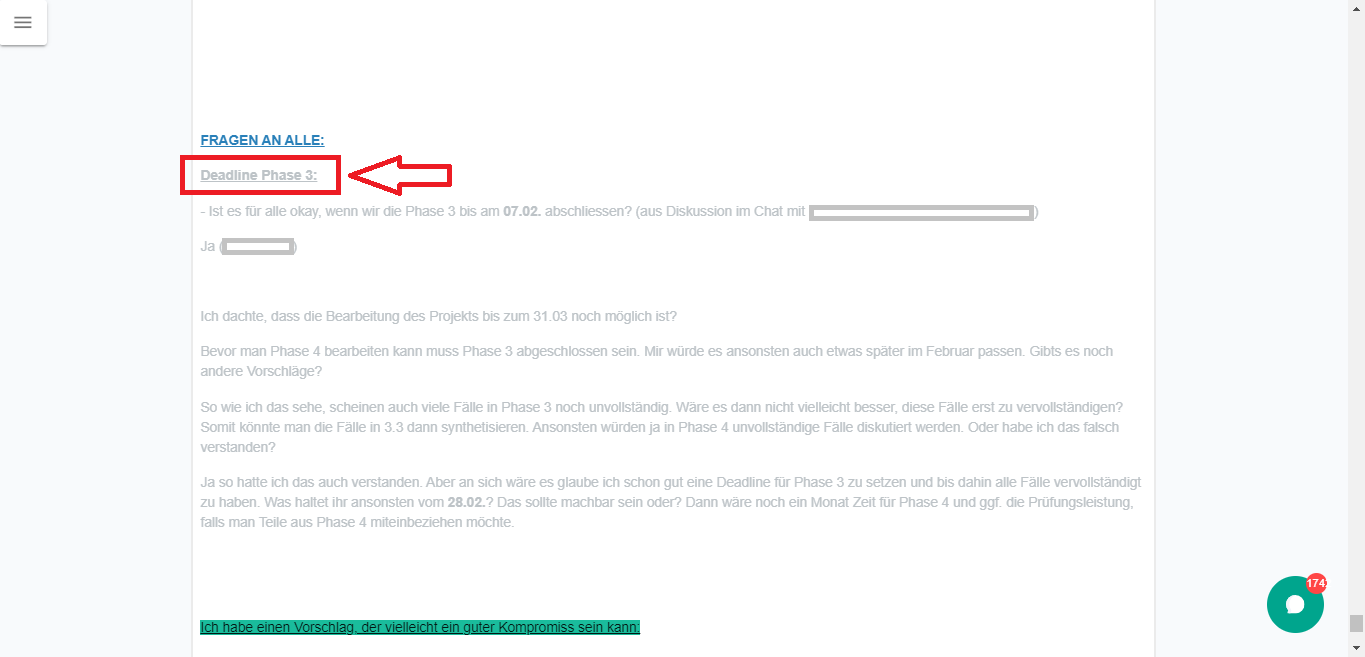 FRAGEN AN ALLE:
Deadline Phase 3:
- Ist es für alle okay, wenn wir die Phase 3 bis am 07.02. abschliessen? (aus Diskussion im Chat mit )
Ja ( )
Ich dachte, dass die Bearbeitung des Projekts bis zum 31.03 noch möglich ist?
Bevor man Phase 4 bearbeiten kann muss Phase 3 abgeschlossen sein. Mir würde es ansonsten auch etwas später im Februar passen. Gibts es noch
andere Vorschläge?
So wie ich das sehe, scheinen auch viele Fälle in Phase 3 noch unvollständig. Wäre es dann nicht vielleicht besser, diese Fälle erst zu vervollständigen?
Somit könnte man die Fälle in 3.3 dann synthetisieren. Ansonsten würden ja in Phase 4 unvollständige Fälle diskutiert werden. Oder habe ich das falsch
verstanden?
Ja so hatte ich das auch verstanden. Aber an sich wäre es glaube ich schon gut eine Deadline für Phase 3 zu setzen und bis dahin alle Fälle vervollständigt
zu haben. Was haltet ihr ansonsten vom 28.02.? Das sollte machbar sein oder? Dann wäre noch ein Monat Zeit für Phase 4 und ggf. die Prüfungsleistung,
falls man Teile aus Phase 4 miteinbeziehen möchte.
174
Ich habe einen Vorschlag, der vielleicht ein guter Kompromiss sein kann: